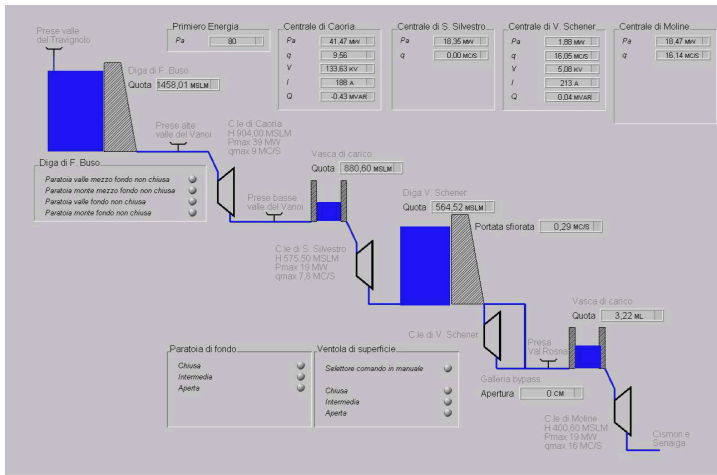 Prese valle
del Travignolo
Primiero Energia
Pa 80
Centrale di Caoria
Pa 41,47 MW
q 9,56
V 133,63 KV
I 188 A
Q -0,43 MVAR
Centrale di S. Silvestro
Pa 18,35 MW
q 0,00 MC/S
Centrale di V. Schener
Pa 1,88 MW
q 16,05 MC/S
V 5,08 KV
I 213 A
Q 0,04 MVAR
Centrale di Moline
Pa 18,47 MW
q 16,14 MC/S
Diga di F. Buso
Quota 1458,01 MSLM
Prese alte
valle del Vanoi
C.le di Caoria
H 904,00 MSLM
Pmax 39 MW
qmax 9 MC/S
Diga di F. Buso
Paratoia valle mezzo fondo non chiusa
Paratoia monte mezzo fondo non chiusa
Paratoia valle fondo non chiusa
Paratoia monte fondo non chiusa
Vasca di carico
Quota 880,60 MSLM
Prese basse
valle del Vanoi
Diga V. Schener
Quota 564,52 MSLM
Portata sfiorata 0,29 MC/S
C.le di S. Silvestro
H 575,50 MSLM
Pmax 19 MW
qmax 7,8 MC/S
C.le di V. Schener
Vasca di carico
Quota 3,22 ML
Presa
Val Rosna
Paratoia di fondo
Chiusa
Intermedia
Aperta
Ventola di superficie
Selettore comando in manuale
Chiusa
Intermedia
Aperta
Galleria bypass
Apertura 0 CM
C.le di Moline
H 400,60 MSLM
Pmax 19 MW
qmax 16 MC/S
Cismon e
Senaiga